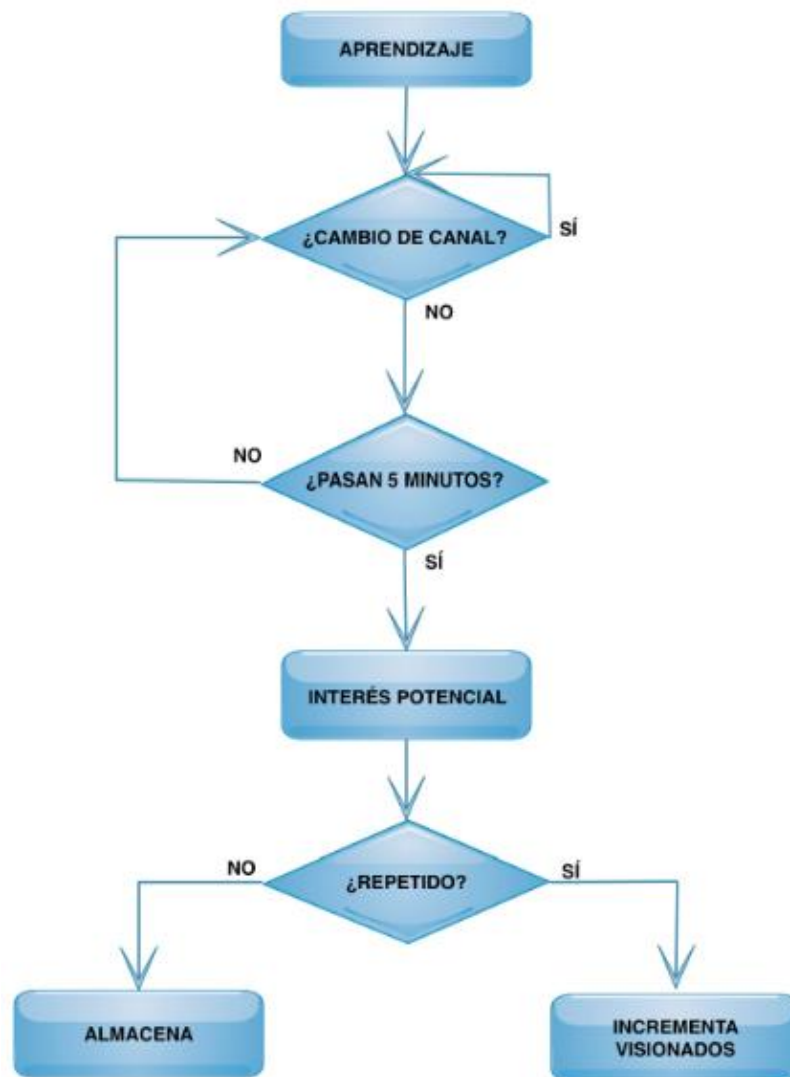 APRENDIZAJE
¿CAMBIO DE CANAL?
SÍ
NO
NO
¿PASAN 5 MINUTOS?
SÍ
INTERÉS POTENCIAL
NO
¿REPETIDO?
SÍ
ALMACENA
INCREMENTA
VISIONADOS